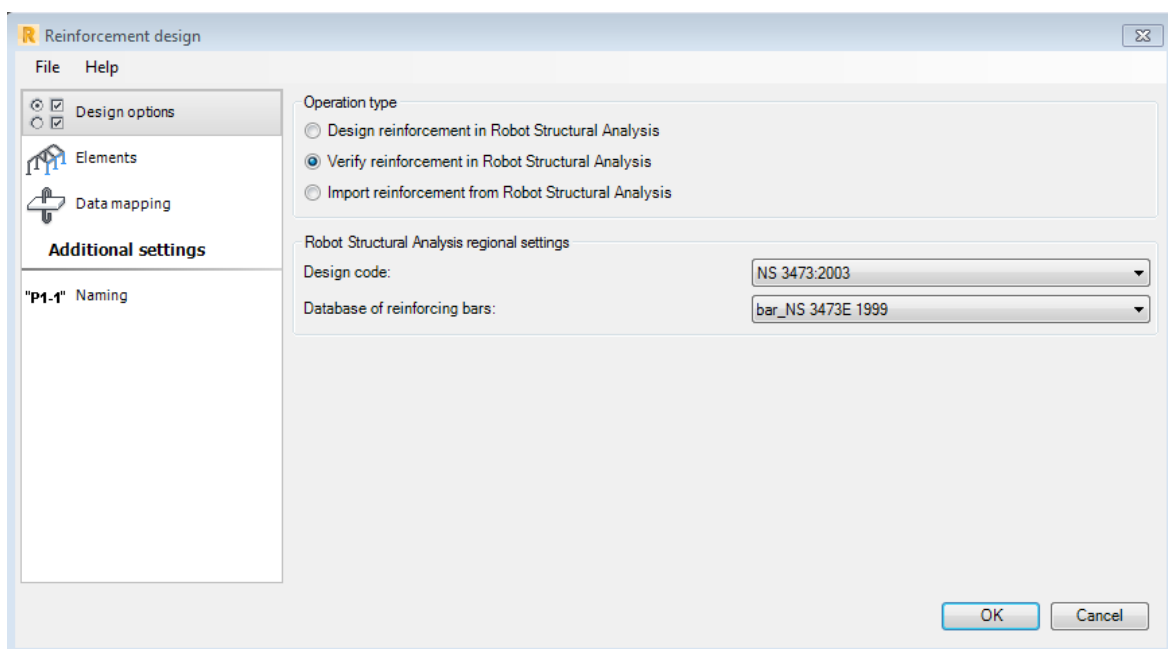 Reinforcement design
File Help
Design options
Elements
Data mapping
Additional settings
"P1-1" Naming
Operation type
Design reinforcement in Robot Structural Analysis
Verify reinforcement in Robot Structural Analysis
Import reinforcement from Robot Structural Analysis
Robot Structural Analysis regional settings
Design code: NS 3473:2003
Database of reinforcing bars: bar_NS 3473E 1999
OK Cancel